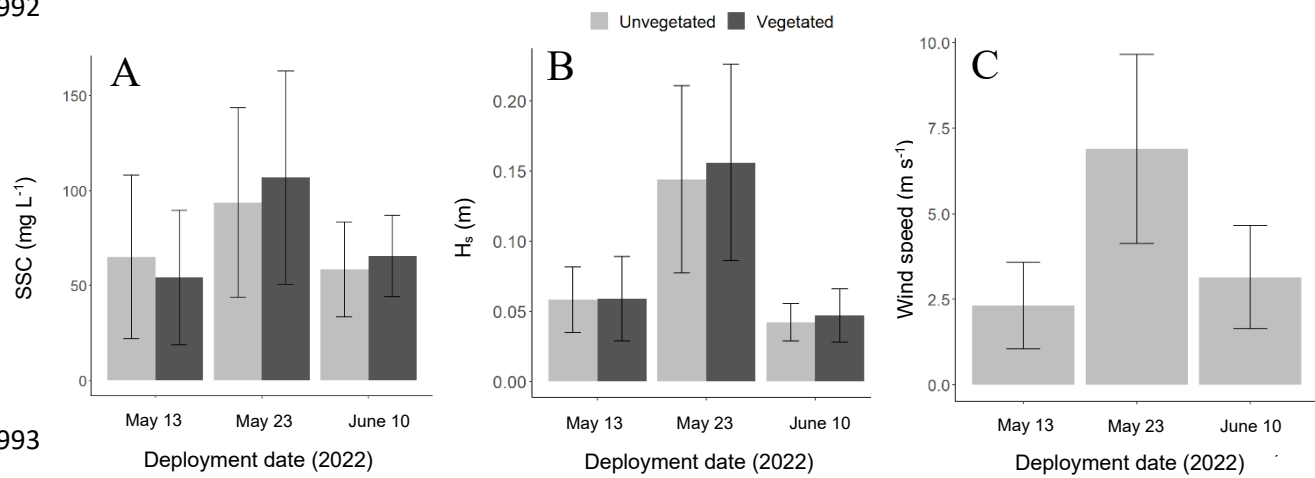 992
Unvegetated Vegetated
A
SSC (mg L-1)
150
100
50
0
May 13 May 23 June 10
Deployment date (2022)
B
Hs (m)
0.20
0.15
0.10
0.05
0.00
May 13 May 23 June 10
Deployment date (2022)
C
Wind speed (m s-1)
10.0
7.5
5.0
2.5
0.0
May 13 May 23 June 10
Deployment date (2022)
993